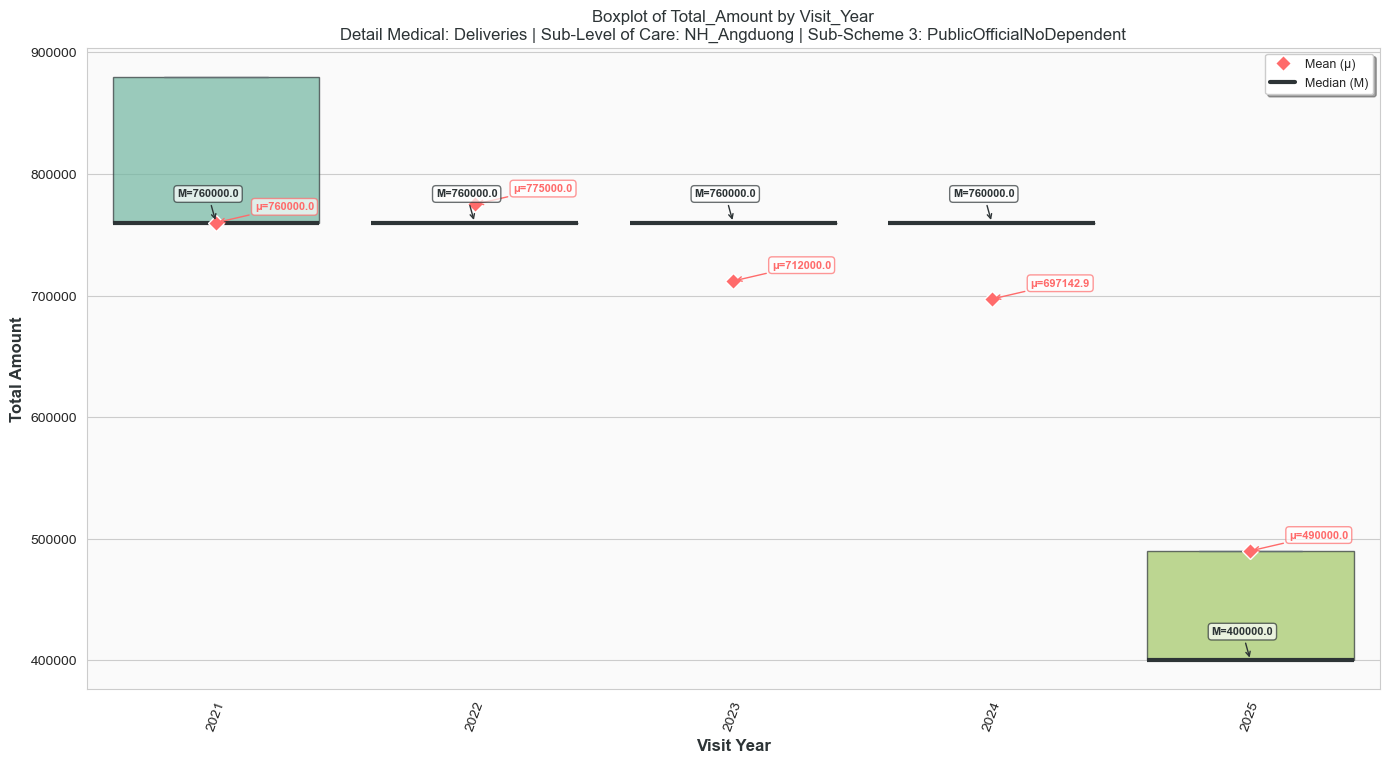 Boxplot of Total_Amount by Visit_Year
Detail Medical: Deliveries | Sub-Level of Care: NH_Angduong | Sub-Scheme 3: PublicOfficialNoDependent
Mean (μ)
Median (M)
Total Amount
900000
800000
700000
600000
500000
400000
M=760000.0
μ=760000.0
M=760000.0
μ=775000.0
M=760000.0
μ=712000.0
M=760000.0
μ=697142.9
M=400000.0
μ=490000.0
2021
2022
2023
2024
2025
Visit Year